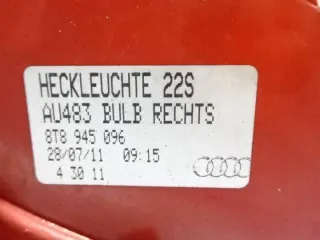 HECKLEUCHTE 22S
AU483 BULB RECHTS
8T8 945 096
28/07/11 09:15
4 30 11